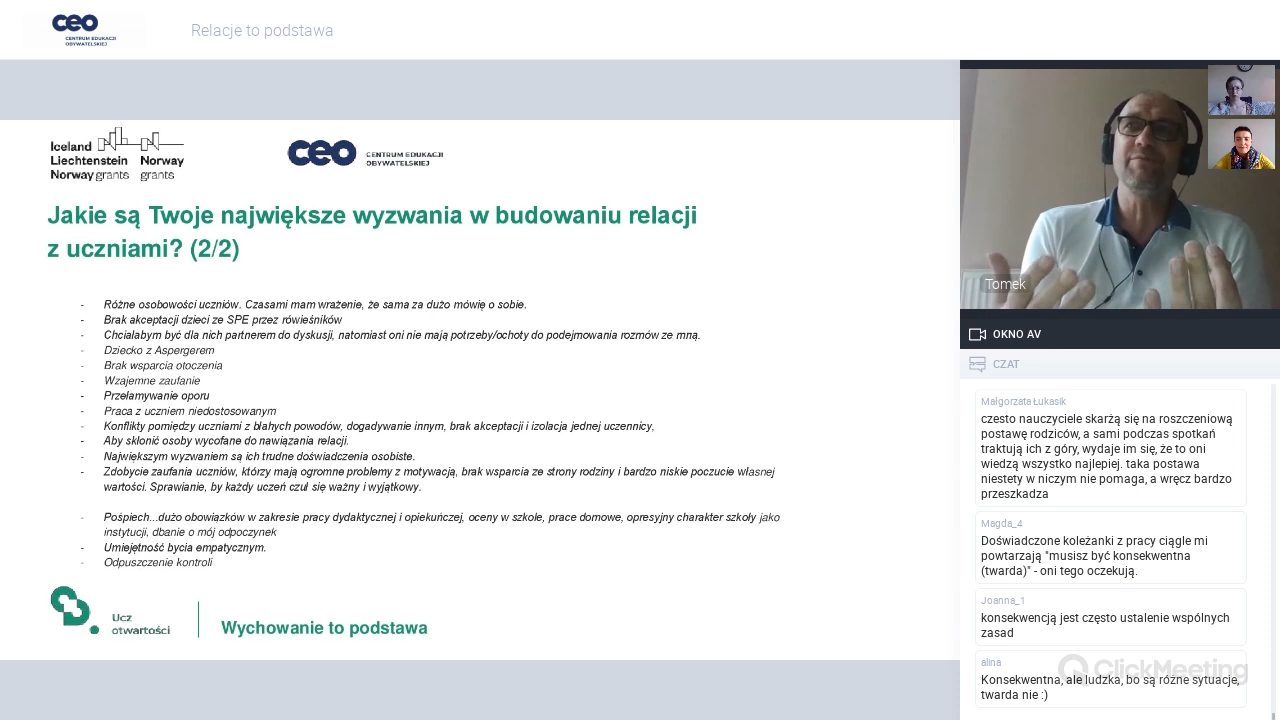 ceo
CENTRUM EDUKACJI
OBYWATELSKIEJ
Relacje to podstawa
Iceland
Liechtenstein Norway
Norway grants grants
ceo CENTRUM EDUKACJI
OBYWATELSKIEJ
Jakie są Twoje największe wyzwania w budowaniu relacji
z uczniami? (2/2)
- Różne osobowości uczniów. Czasami mam wrażenie, że sama za dużo mówię o sobie.
- Brak akceptacji dzieci ze SPE przez rówieśników
- Chciałabym być dla nich partnerem do dyskusji, natomiast oni nie mają potrzeby/ochoty do podejmowania rozmów ze mną.
- Dziecko z Aspergerem
- Brak wsparcia otoczenia
- Wzajemne zaufanie
- Przełamywanie oporu
- Praca z uczniem niedostosowanym
- Konflikty pomiędzy uczniami z błahych powodów, dogadywanie innym, brak akceptacji i izolacja jednej uczennicy,
- Aby skłonić osoby wycofane do nawiązania relacji.
- Największym wyzwaniem są ich trudne doświadczenia osobiste.
- Zdobycie zaufania uczniów, którzy mają ogromne problemy z motywacją, brak wsparcia ze strony rodziny i bardzo niskie poczucie własnej
wartości. Sprawianie, by każdy uczeń czuł się ważny i wyjątkowy.
- Pośpiech...dużo obowiązków w zakresie pracy dydaktycznej i opiekuńczej, oceny w szkole, prace domowe, opresyjny charakter szkoły jako
instytucji, dbanie o mój odpoczynek
- Umiejętność bycia empatycznym.
- Odpuszczenie kontroli
Ucz
otwartości
Wychowanie to podstawa
Tomek
OKNO AV
CZAT
Małgorzata Łukasik
czesto nauczyciele skarżą się na roszczeniową
postawę rodziców, a sami podczas spotkań
traktują ich z góry, wydaje im się, że to oni
wiedzą wszystko najlepiej. taka postawa
niestety w niczym nie pomaga, a wręcz bardzo
przeszkadza
Magda_4
Doświadczone koleżanki z pracy ciągle mi
powtarzają "musisz być konsekwentna
(twarda)" - oni tego oczekują.
Joanna_1
konsekwencją jest często ustalenie wspólnych
zasad
alina
Konsekwentna, ale ludzka, bo są różne sytuacje,
twarda nie :)
ClickMeeting